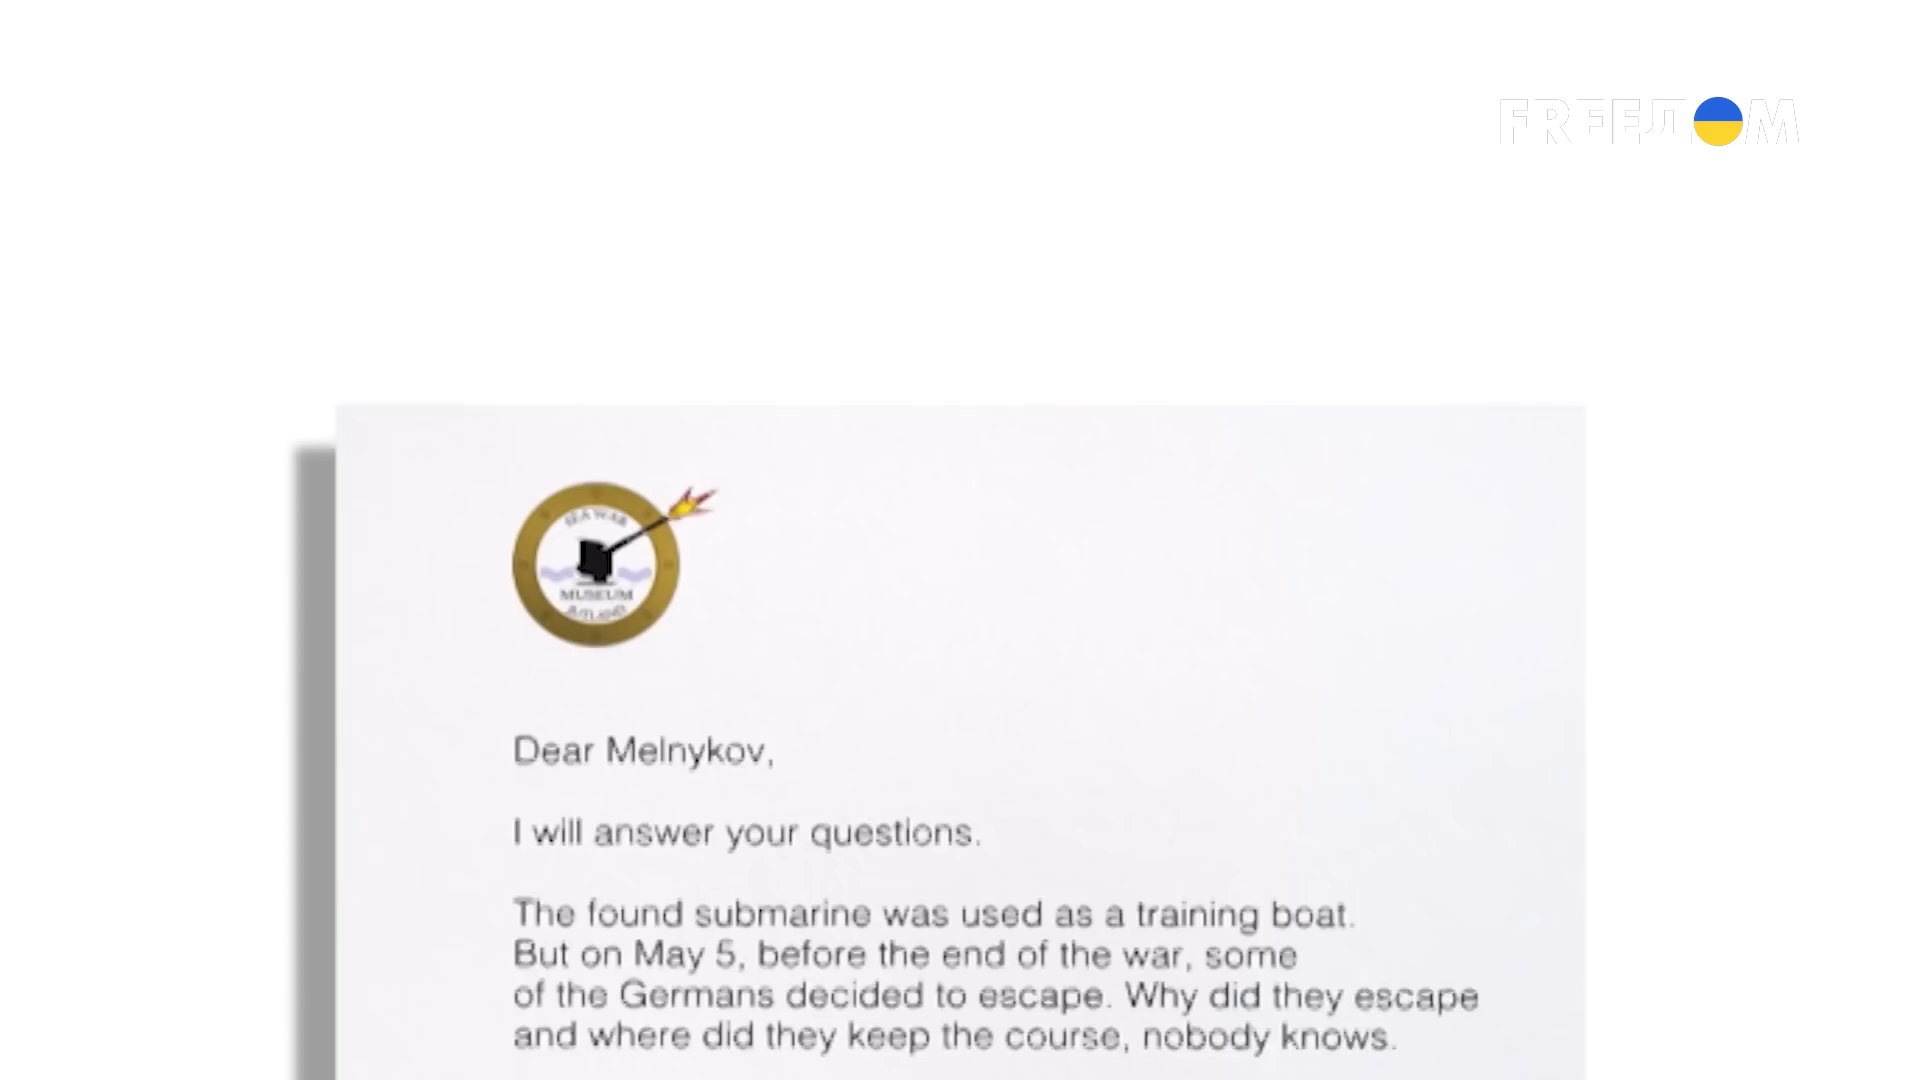 FREEДOM
SEA WAR
MUSEUM
Dear Melnykov,
I will answer your questions.
The found submarine was used as a training boat.
But on May 5, before the end of the war, some
of the Germans decided to escape. Why did they escape
and where did they keep the course, nobody knows.